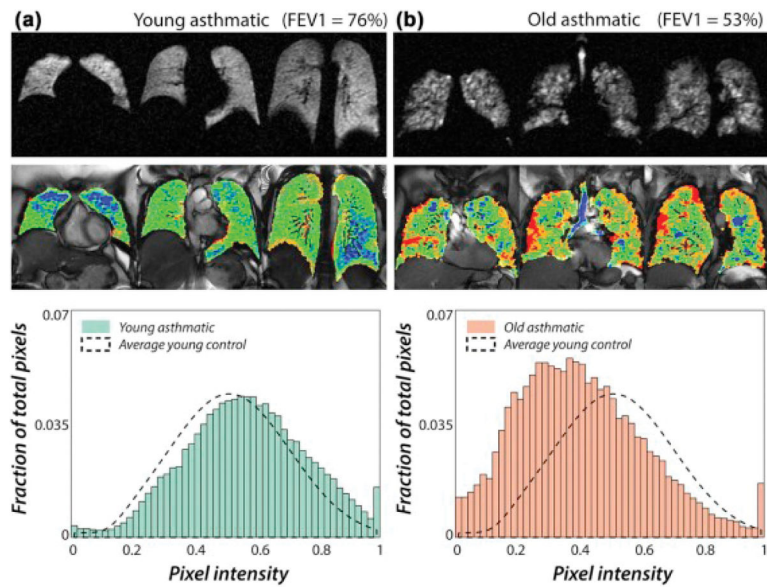 (a) Young asthmatic (FEV1 = 76%)
(b) Old asthmatic (FEV1 = 53%)
0.07
Young asthmatic
Average young control
Fraction of total pixels
0.035
0
0 0.2 0.4 0.6 0.8 1
Pixel intensity
0.07
Old asthmatic
Average young control
Fraction of total pixels
0.035
0
0 0.2 0.4 0.6 0.8 1
Pixel intensity